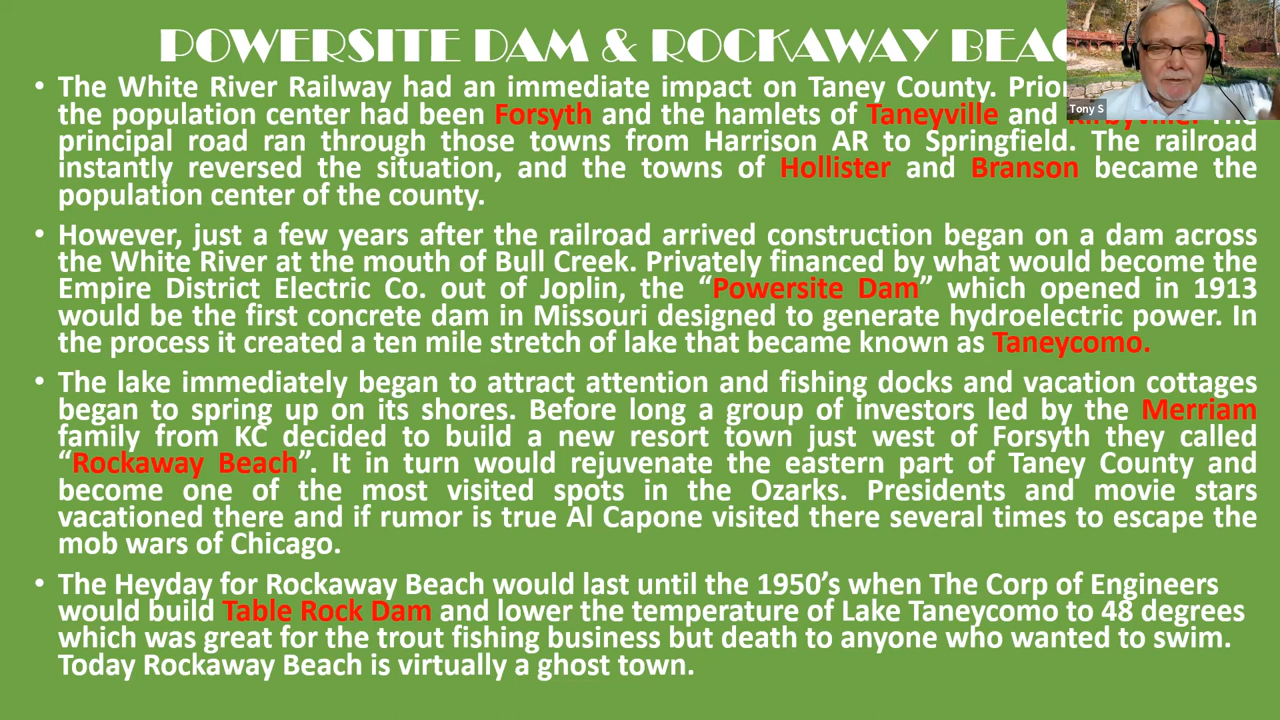 POWERSITE DAM & ROCKAWAY
Tony S
• The White River Railway had an immediate impact on Taney County.
the population center had been Forsyth and the hamlets of Taneyville and
principal road ran through those towns from Harrison AR to Springfield. The railroad
instantly reversed the situation, and the towns of Hollister and Branson became the
population center of the county.
• However, just a few years after the railroad arrived construction began on a dam across
the White River at the mouth of Bull Creek. Privately financed by what would become the
Empire District Electric Co. out of Joplin, the “Powersite Dam” which opened in 1913
would be the first concrete dam in Missouri designed to generate hydroelectric power. In
the process it created a ten mile stretch of lake that became known as Taneycomo.
• The lake immediately began to attract attention and fishing docks and vacation cottages
began to spring up on its shores. Before long a group of investors led by the Merriam
family from KC decided to build a new resort town just west of Forsyth they called
“Rockaway Beach”. It in turn would rejuvenate the eastern part of Taney County and
become one of the most visited spots in the Ozarks. Presidents and movie stars
vacationed there and if rumor is true Al Capone visited there several times to escape the
mob wars of Chicago.
• The Heyday for Rockaway Beach would last until the 1950’s when The Corp of Engineers
would build Table Rock Dam and lower the temperature of Lake Taneycomo to 48 degrees
which was great for the trout fishing business but death to anyone who wanted to swim.
Today Rockaway Beach is virtually a ghost town.